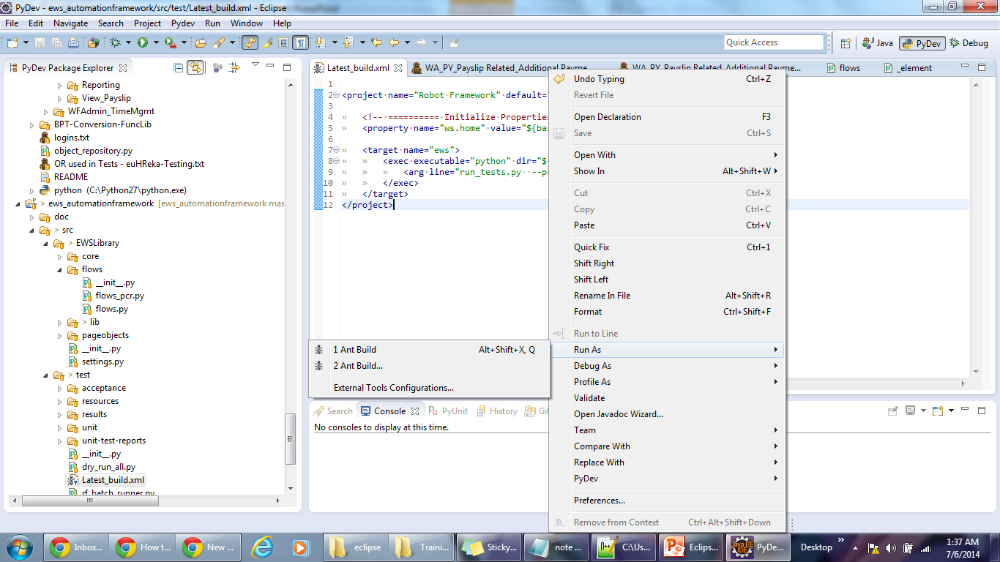 PyDev - ews_automationframework/src/test/Latest_build.xml - Eclipse
File Edit Navigate Search Project Pydev Run Window Help
Quick Access
Java
PyDev
Debug
PyDev Package Explorer
Reporting
View_Payslip
WFAdmin_TimeMgmt
BPT-Conversion-FuncLib
logins.txt
object_repository.py
OR used in Tests - euHReka-Testing.txt
README
python (C:\Python27\python.exe)
> ews_automationframework [ews_automationframework mas
doc
> src
> EWSLibrary
core
flows
__init__.py
flows_pcr.py
flows.py
> lib
pageobjects
__init__.py
settings.py
> test
acceptance
resources
results
unit
unit-test-reports
__init__.py
dry_run_all.py
Latest_build.xml
rf_batch_runner.py
Latest_build.xml
WA_PY_Payslip Related_Additional Payme...
WA_PY_Payslip Related_Additional Payme...
flows
_element
1
2 <project name="Robot Framework" default=
3
4 » <!-- ========== Initialize Properties
5 » <property name="ws.home" value="${bas
6
7 » <target name="ews">
8 » » <exec executable="python" dir="$
9 » » » <arg line="run_tests.py --p
10 » » </exec>
11 » </target>
12 </project>
Undo Typing Ctrl+Z
Revert File
Open Declaration F3
Save Ctrl+S
Open With
Show In Alt+Shift+W
Cut Ctrl+X
Copy Ctrl+C
Paste Ctrl+V
Quick Fix Ctrl+1
Shift Right
Shift Left
Rename In File Alt+Shift+R
Format Ctrl+Shift+F
Run to Line
Run As
Debug As
Profile As
Validate
Open Javadoc Wizard...
Team
Compare With
Replace With
PyDev
Preferences...
Remove from Context Ctrl+Alt+Shift+Down
1 Ant Build Alt+Shift+X, Q
2 Ant Build...
External Tools Configurations...
Search
Console
PyUnit
History
Git
No consoles to display at this time.
Inbox...
How t...
New ...
eclipse
Traini...
Sticky...
note ...
C:\Us...
Eclips...
PyDe...
Desktop
1:37 AM
7/6/2014